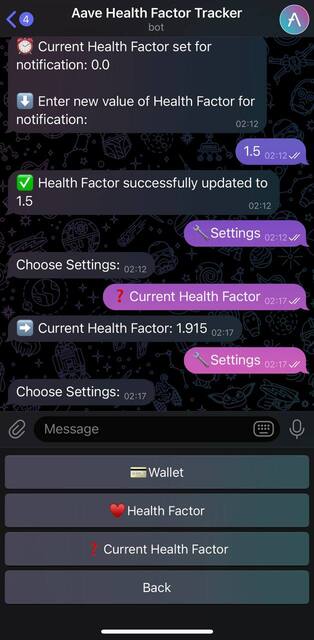 4
Aave Health Factor Tracker
bot
⏰ Current Health Factor set for
notification: 0.0
⬇️ Enter new value of Health Factor for
notification:
02:12
1.5 02:12
✅ Health Factor successfully updated to
1.5
02:12
🔧 Settings 02:12
Choose Settings: 02:12
❓ Current Health Factor 02:17
➡️ Current Health Factor: 1.915 02:17
🔧 Settings 02:17
Choose Settings: 02:17
Message
💳 Wallet
♥️ Health Factor
❓ Current Health Factor
Back